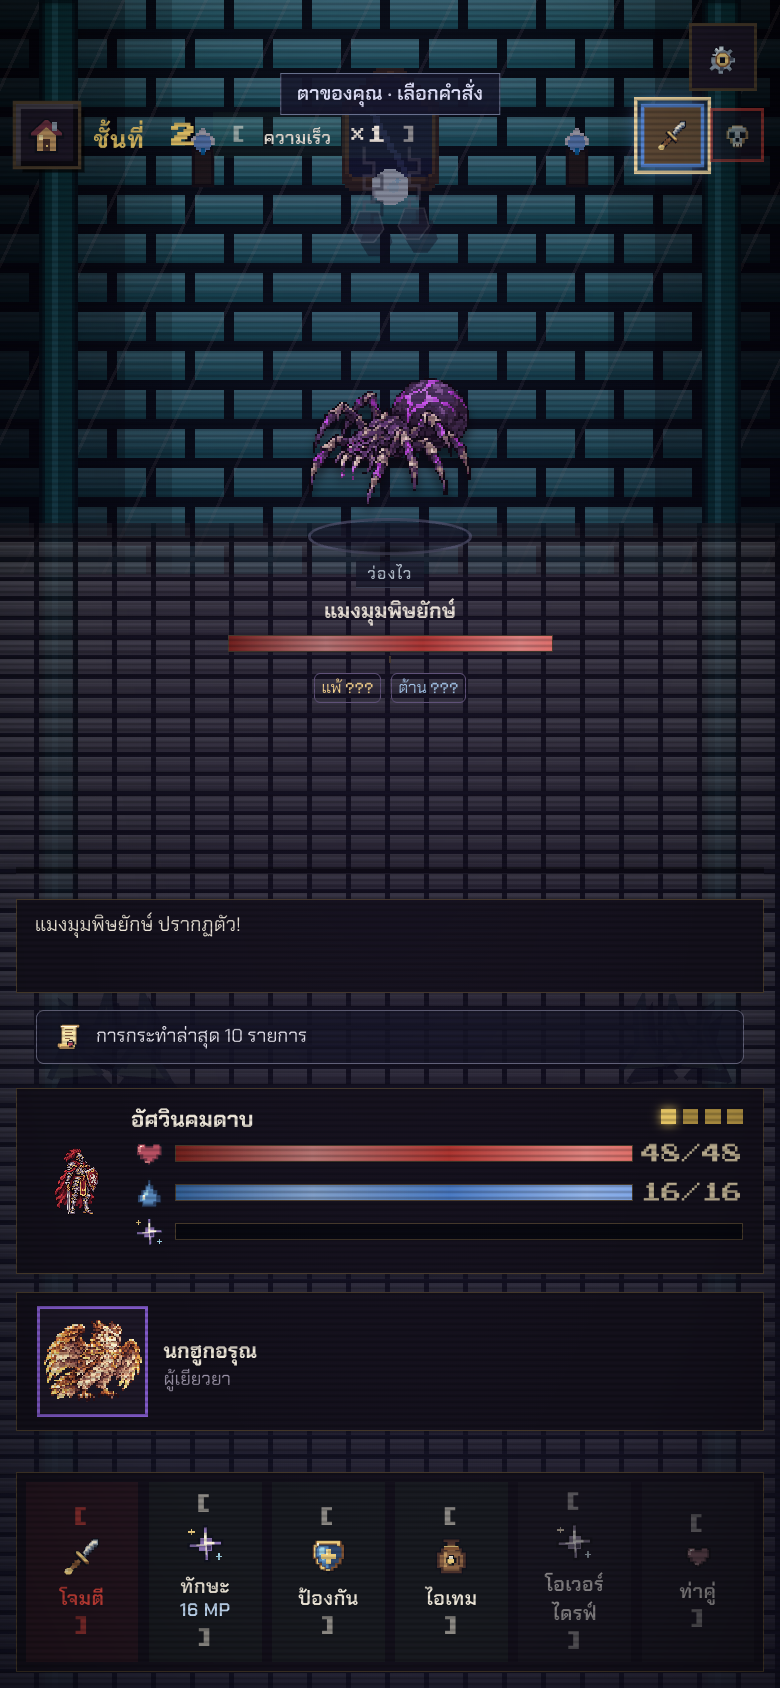 ตาของคุณ · เลือกคำสั่ง
ชั้นที่ 2 [ ความเร็ว ×1 ]
ว่องไว
แมงมุมพิษยักษ์
แพ้ ??? ต้าน ???
แมงมุมพิษยักษ์ ปรากฏตัว!
การกระทำล่าสุด 10 รายการ
อัศวินคมดาบ
48/48
16/16
นกฮูกอรุณ
ผู้เยียวยา
[ โจมตี ]
[ ทักษะ
16 MP ]
[ ป้องกัน ]
[ ไอเทม ]
[ โอเวอร์
ไดรฟ์ ]
[ ท่าคู่ ]